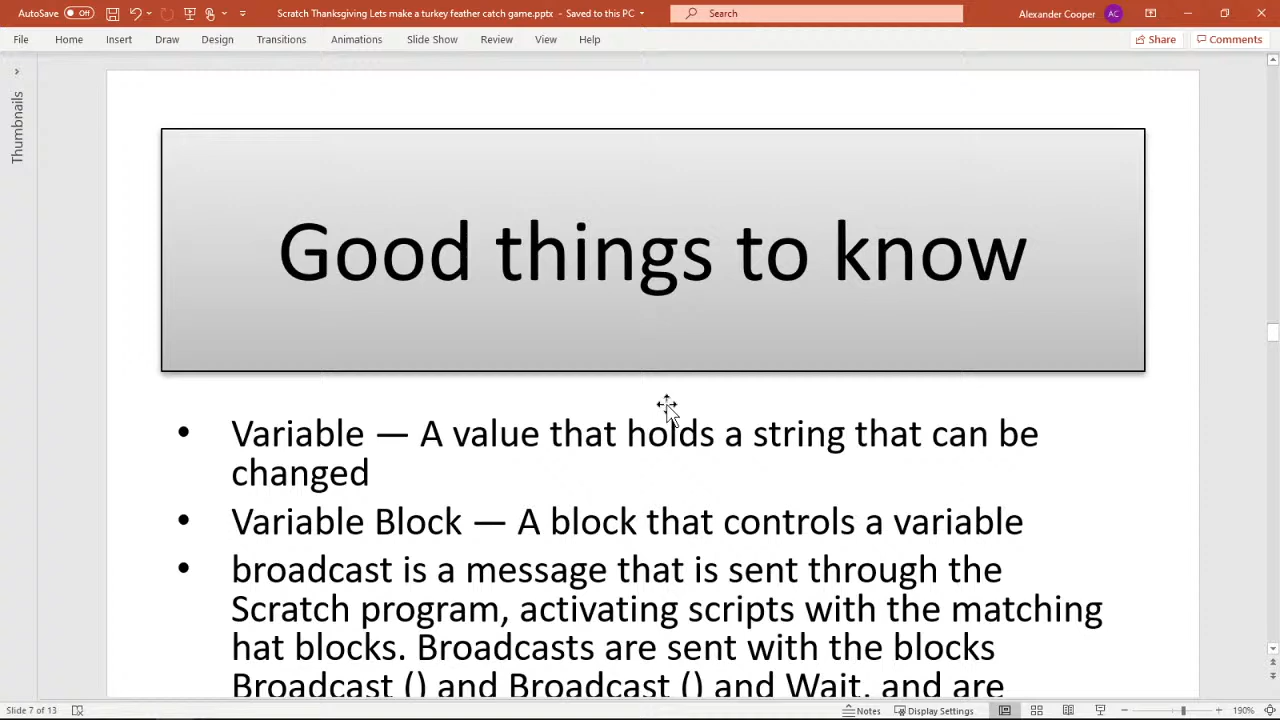 AutoSave Off Scratch Thanksgiving Lets make a turkey feather catch game.pptx - Saved to this PC Search Alexander Cooper AC
File Home Insert Draw Design Transitions Animations Slide Show Review View Help Share Comments
Thumbnails
Good things to know
• Variable — A value that holds a string that can be
changed
• Variable Block — A block that controls a variable
• broadcast is a message that is sent through the
Scratch program, activating scripts with the matching
hat blocks. Broadcasts are sent with the blocks
Broadcast () and Broadcast () and Wait, and are
Slide 7 of 13 Notes Display Settings 190%